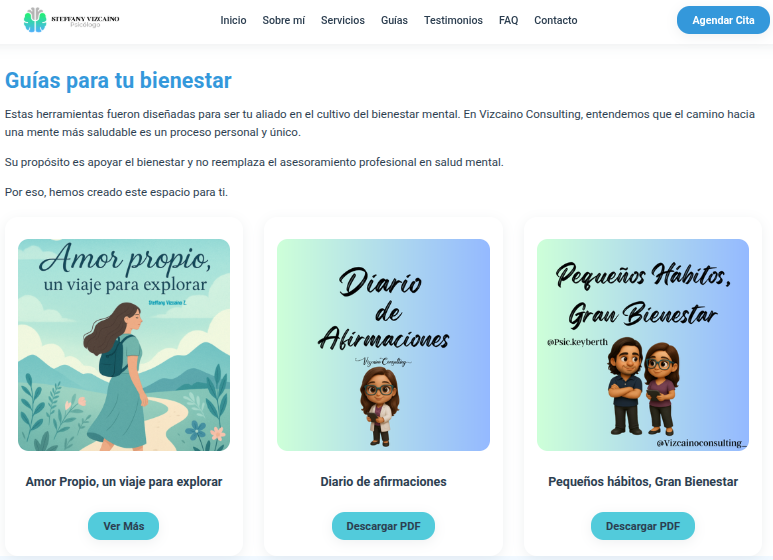 STEFFANY VIZCAINO
Psicóloga
Inicio Sobre mí Servicios Guías Testimonios FAQ Contacto
Agendar Cita
Guías para tu bienestar
Estas herramientas fueron diseñadas para ser tu aliado en el cultivo del bienestar mental. En Vizcaino Consulting, entendemos que el camino hacia
una mente más saludable es un proceso personal y único.
Su propósito es apoyar el bienestar y no reemplaza el asesoramiento profesional en salud mental.
Por eso, hemos creado este espacio para ti.
Amor propio,
un viaje para explorar
Steffany Vizcaino Z.
Amor Propio, un viaje para explorar
Ver Más
Diario
de
Afirmaciones
Vizcaino Consulting
Diario de afirmaciones
Descargar PDF
Pequeños Hábitos,
Gran Bienestar
@Psic.keyberth
@Vizcainoconsulting_
Pequeños hábitos, Gran Bienestar
Descargar PDF